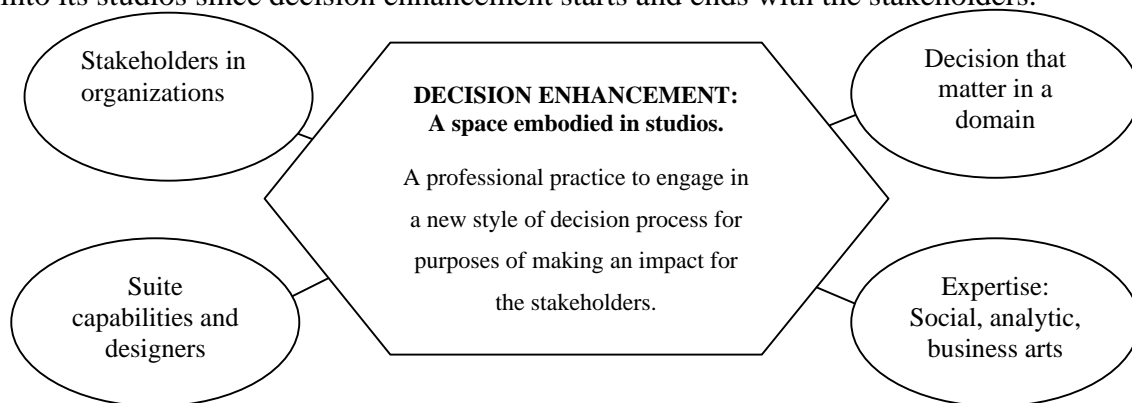 into its studios since decision enhancement starts and ends with the stakeholders.
Stakeholders in
organizations
DECISION ENHANCEMENT:
A space embodied in studios.
A professional practice to engage in
a new style of decision process for
purposes of making an impact for
the stakeholders.
Decision that
matter in a
domain
Suite
capabilities and
designers
Expertise:
Social, analytic,
business arts